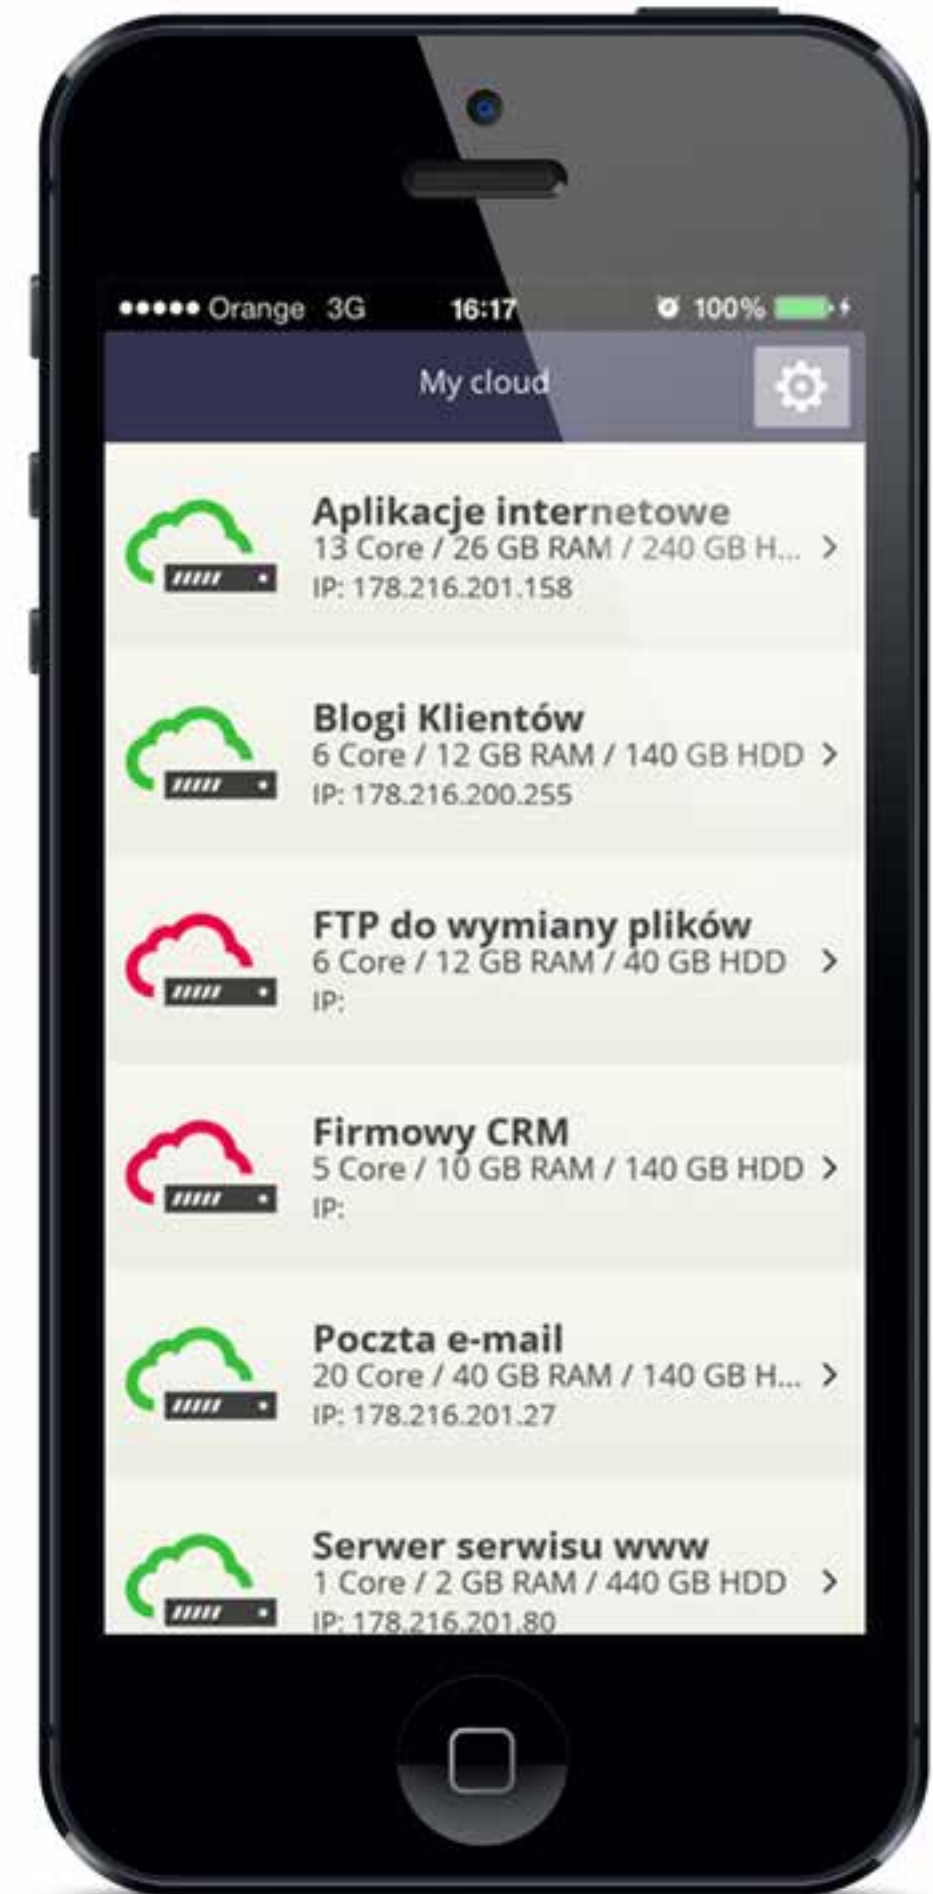 Orange 3G 16:17 100%
My cloud
Aplikacje internetowe
13 Core / 26 GB RAM / 240 GB H...
IP: 178.216.201.158
Blogi Klientów
6 Core / 12 GB RAM / 140 GB HDD
IP: 178.216.200.255
FTP do wymiany plików
6 Core / 12 GB RAM / 40 GB HDD
IP:
Firmowy CRM
5 Core / 10 GB RAM / 140 GB HDD
IP:
Poczta e-mail
20 Core / 40 GB RAM / 140 GB H...
IP: 178.216.201.27
Serwer serwisu www
1 Core / 2 GB RAM / 440 GB HDD
IP: 178.216.201.80